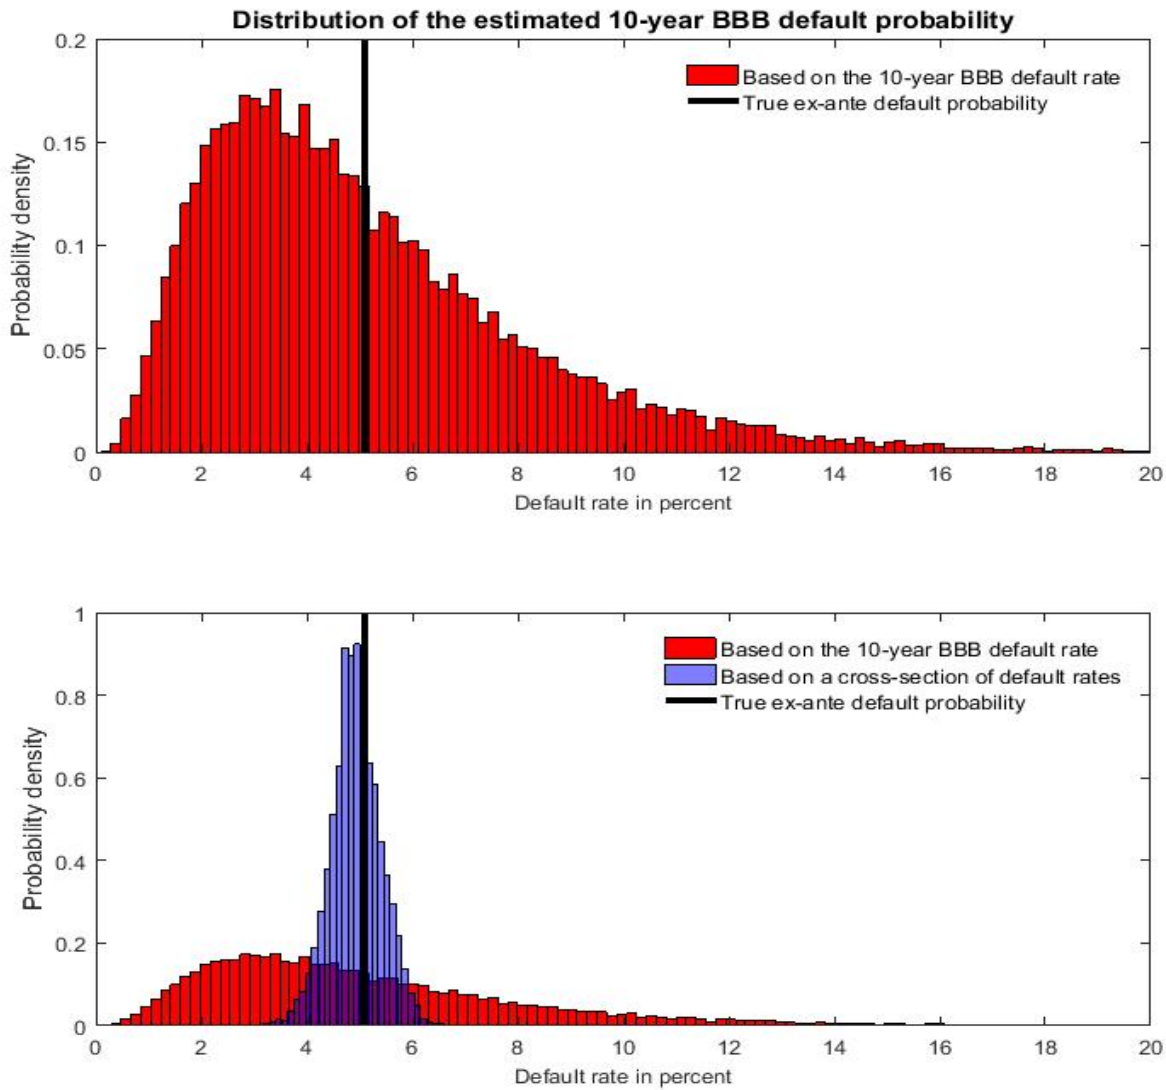 Distribution of the estimated 10-year BBB default probability
0.2
0.15
0.1
0.05
0
Probability density
Based on the 10-year BBB default rate
True ex-ante default probability
0 2 4 6 8 10 12 14 16 18 20
Default rate in percent
1
0.8
0.6
0.4
0.2
0
Probability density
Based on the 10-year BBB default rate
Based on a cross-section of default rates
True ex-ante default probability
0 2 4 6 8 10 12 14 16 18 20
Default rate in percent